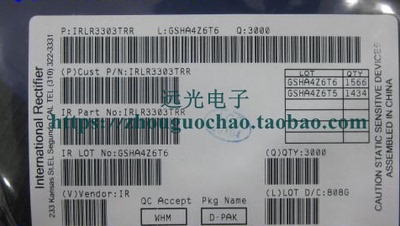 P:IRLR3303TRR L:GSHA4Z6T6 Q:3000
(P)Cust P/N:IRLR3303TRR
LOT QTY
GSHA4Z6T6 1566
GSHA4Z6T5 1434
远光电子
IR Part No:IRLR3303TRR
https://zhouguochao.taobao.com
IR LOT No:GSHA4Z6T6 (Q)QTY:3000
(V)Vendor:IR QC Accept Pkg Name (L)LOT D/C:808G
WHM D-PAK
International Rectifier
233 Kansas St,EL Segundo CAL TEL (310) 322-3331
CAUTION STATIC SENSITIVE DEVICES
ASSEMBLED IN CHINA